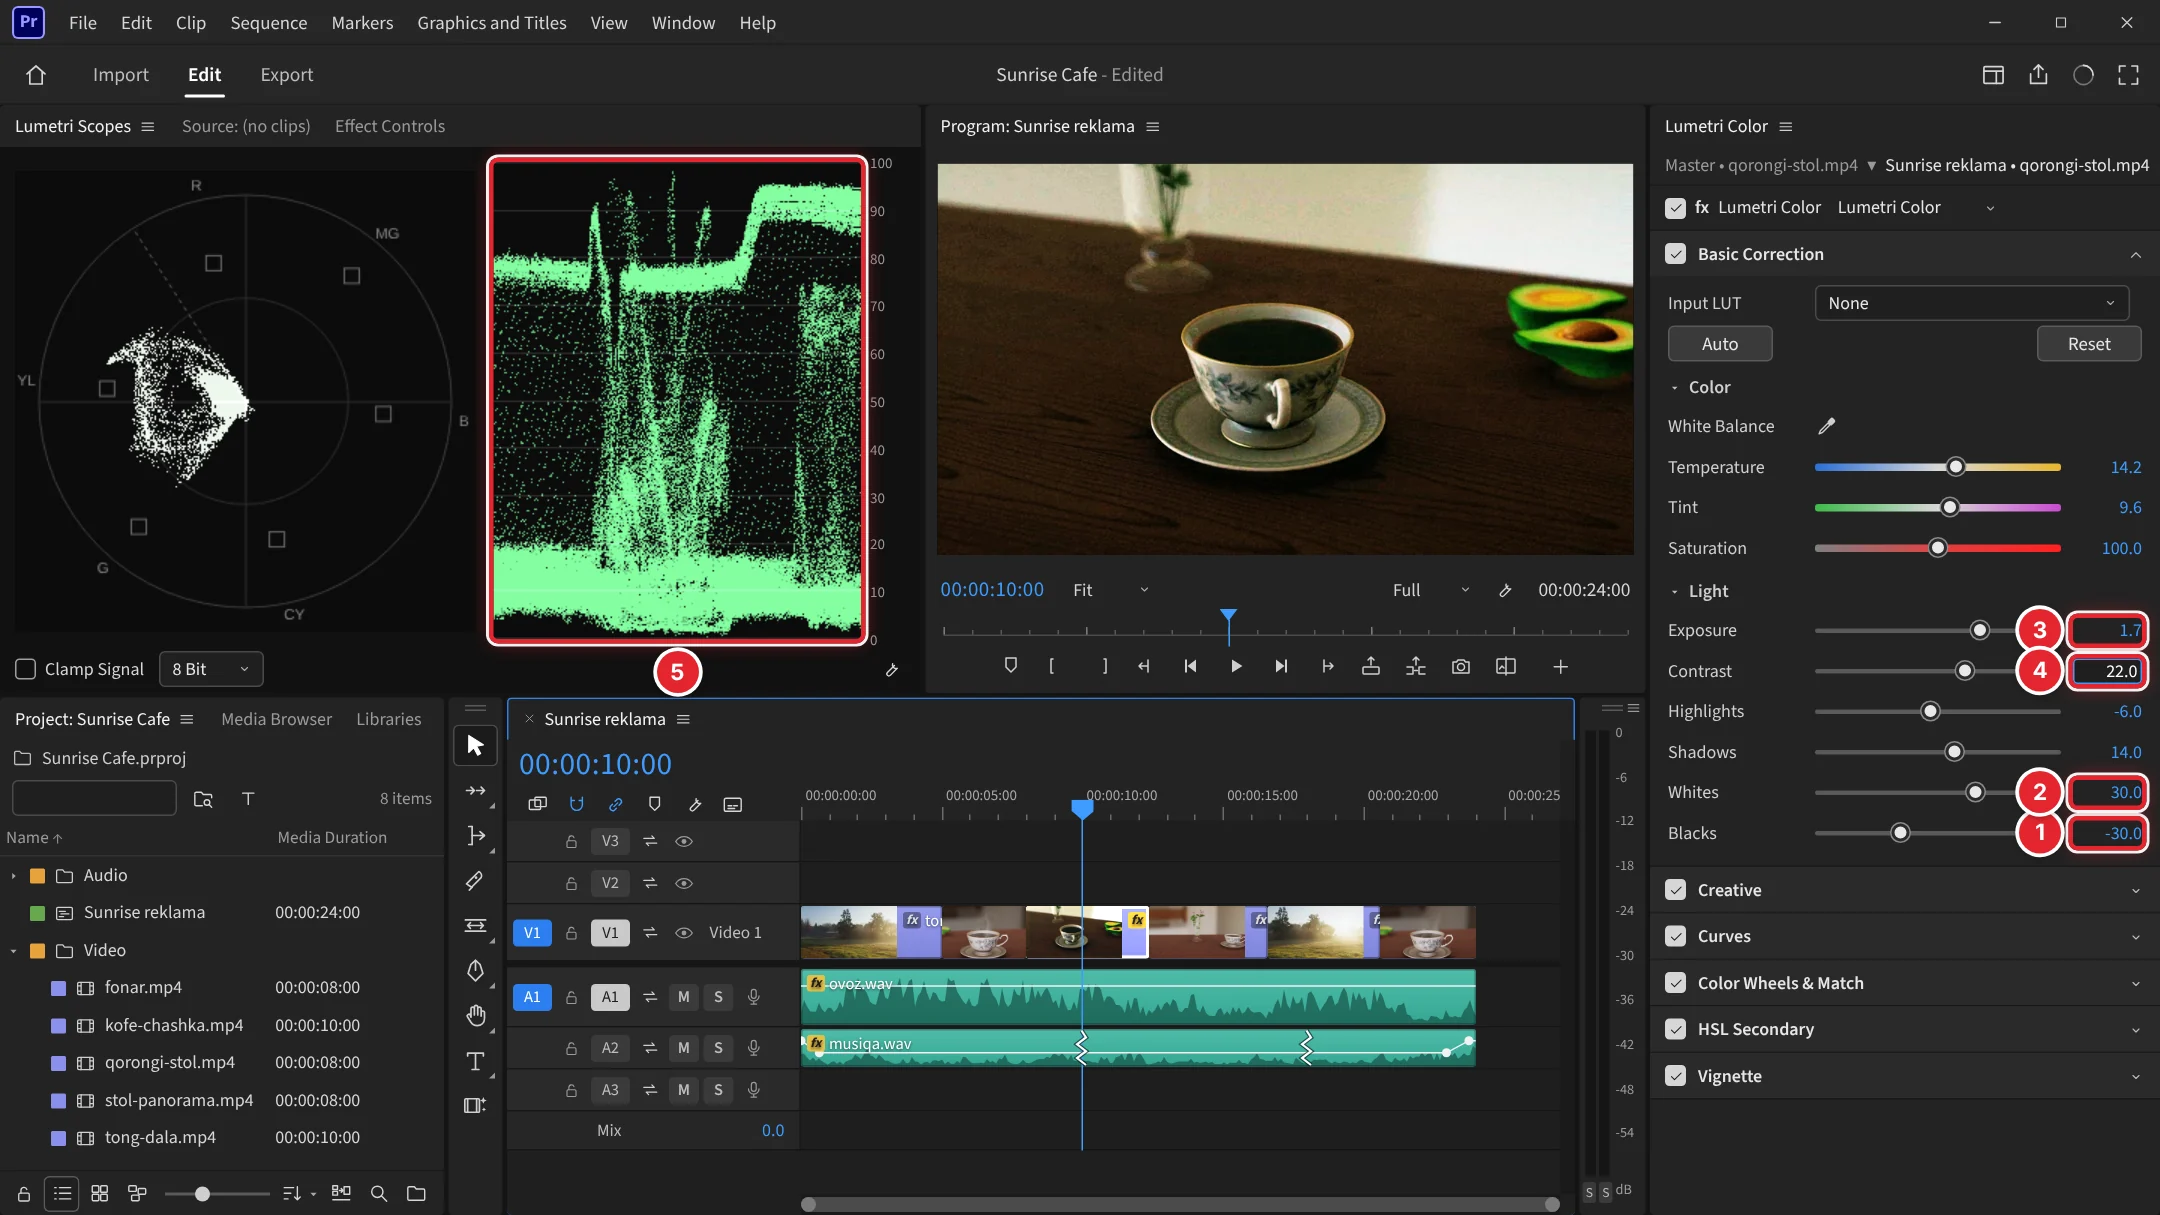 Pr File Edit Clip Sequence Markers Graphics and Titles View Window Help
Import Edit Export Sunrise Cafe - Edited
Lumetri Scopes Source: (no clips) Effect Controls
R
MG
YL
B
G
CY
100
90
80
70
60
50
40
30
20
10
0
5
Clamp Signal 8 Bit
Program: Sunrise reklama
00:00:10:00 Fit Full 00:00:24:00
Lumetri Color
Master • qorongi-stol.mp4 Sunrise reklama • qorongi-stol.mp4
fx Lumetri Color Lumetri Color
Basic Correction
Input LUT None
Auto Reset
Color
White Balance
Temperature 14.2
Tint 9.6
Saturation 100.0
Light
Exposure 3 1.7
Contrast 4 22.0
Highlights -6.0
Shadows 14.0
Whites 2 30.0
Blacks 1 -30.0
Creative
Curves
Color Wheels & Match
HSL Secondary
Vignette
Project: Sunrise Cafe Media Browser Libraries
Sunrise Cafe.prproj
8 items
Name Media Duration
Audio
Sunrise reklama 00:00:24:00
Video
fonar.mp4 00:00:08:00
kofe-chashka.mp4 00:00:10:00
qorongi-stol.mp4 00:00:08:00
stol-panorama.mp4 00:00:08:00
tong-dala.mp4 00:00:10:00
Sunrise reklama
00:00:10:00
00:00:00:00 00:00:05:00 00:00:10:00 00:00:15:00 00:00:20:00 00:00:25
V3
V2
V1 V1 Video 1
fx ton fx fx f
A1 A1 M S
fx ovoz.wav
A2 M S
fx musiqa.wav
A3 M S
Mix 0.0
0
-6
-12
-18
-24
-30
-36
-42
-48
-54
S S dB